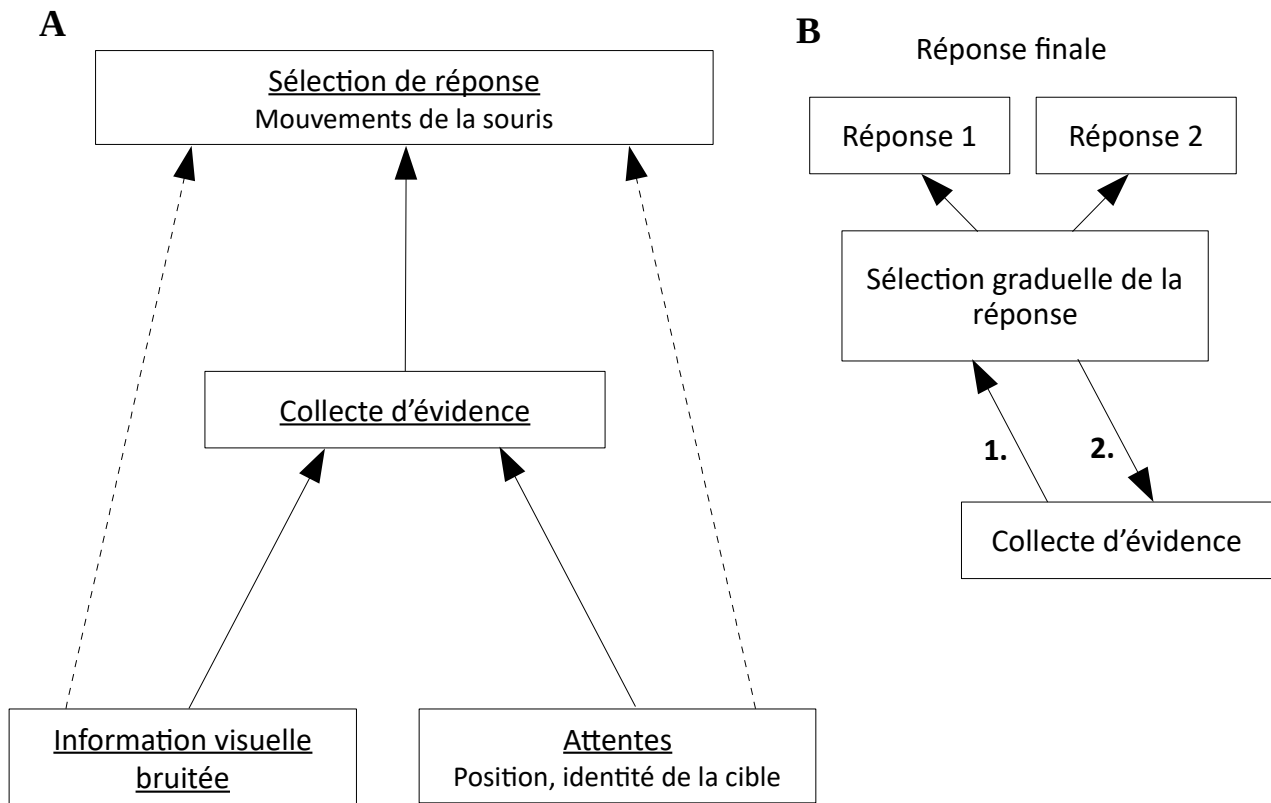 A
Sélection de réponse
Mouvements de la souris
Collecte d'évidence
Information visuelle
bruitée
Attentes
Position, identité de la cible
B
Réponse finale
Réponse 1
Réponse 2
Sélection graduelle de la
réponse
1.
2.
Collecte d'évidence